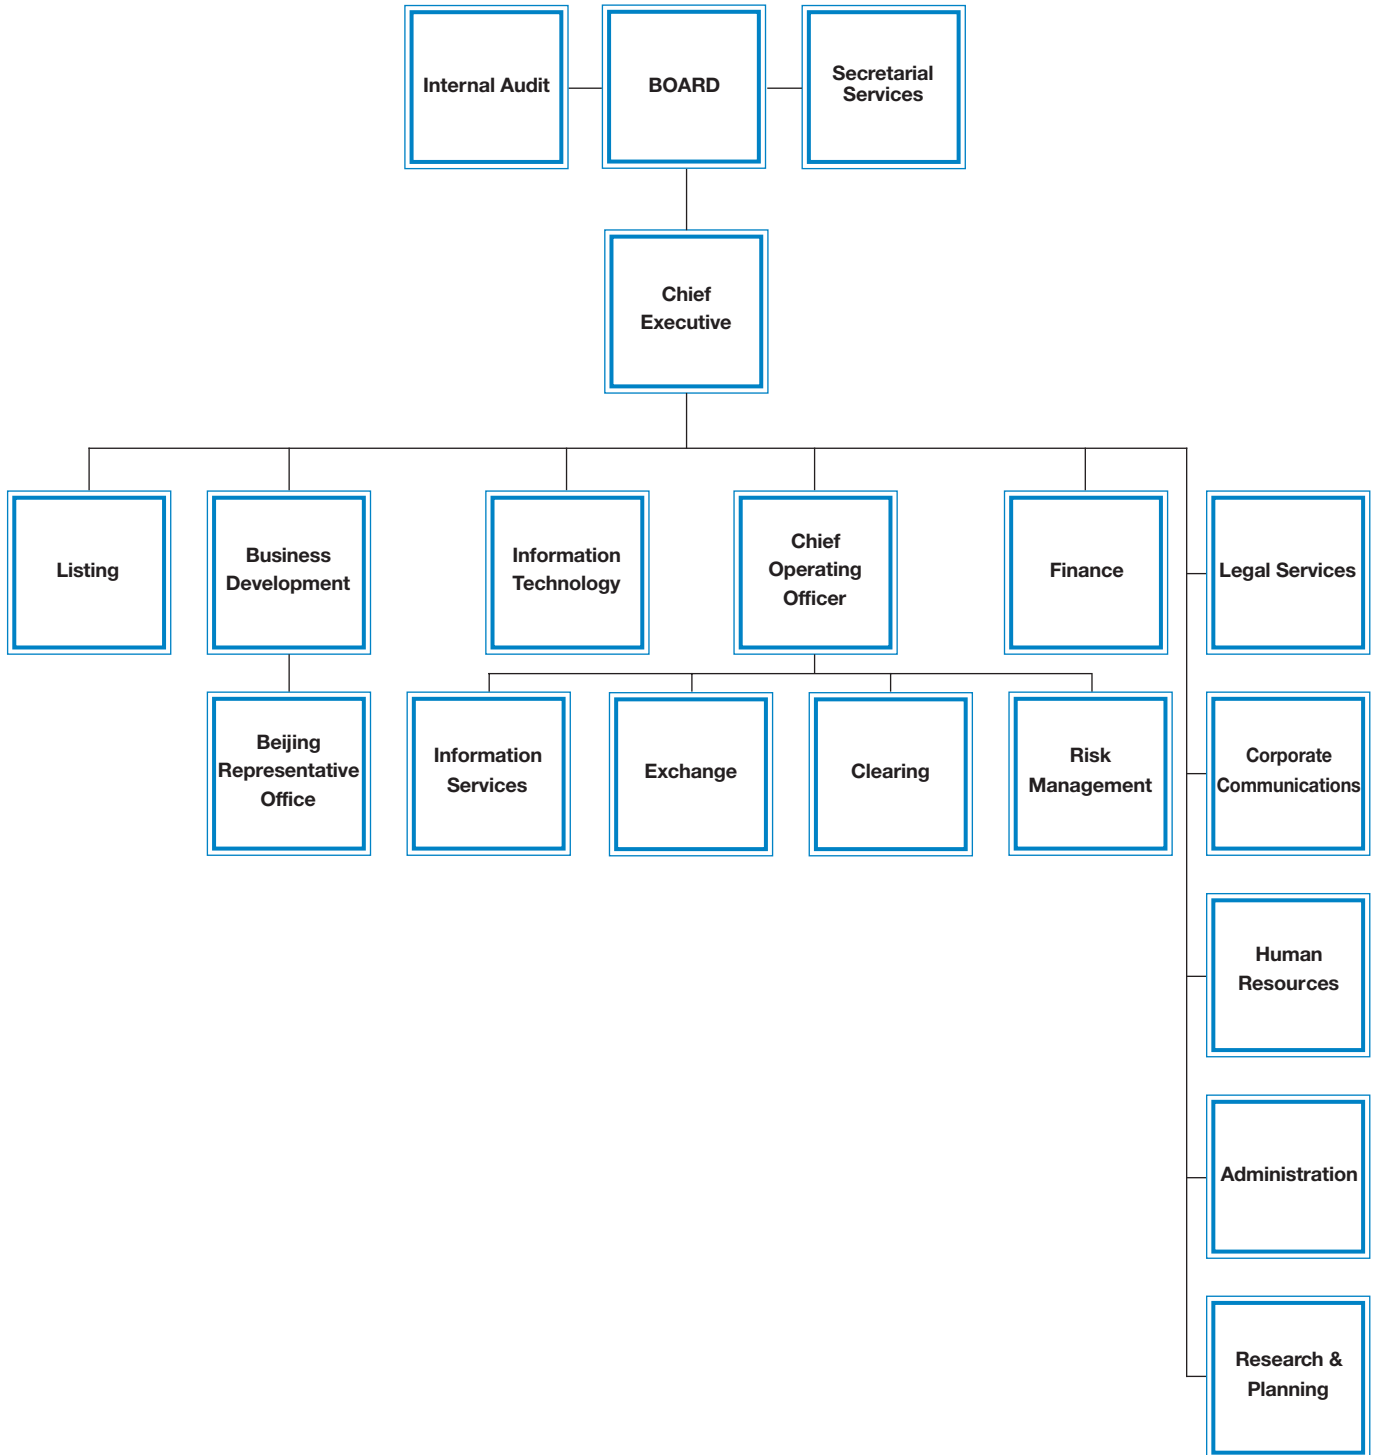 Internal Audit
BOARD
Secretarial
Services
Chief
Executive
Listing
Business
Development
Information
Technology
Chief
Operating
Officer
Finance
Legal Services
Beijing
Representative
Office
Information
Services
Exchange
Clearing
Risk
Management
Corporate
Communications
Human
Resources
Administration
Research &
Planning